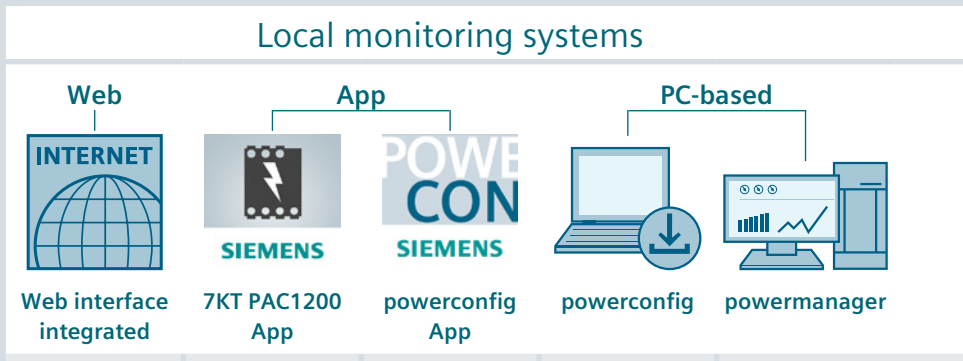 Local monitoring systems
Web
App
PC-based
INTERNET
POWE
CON
SIEMENS
SIEMENS
Web interface
integrated
7KT PAC1200
App
powerconfig
App
powerconfig
powermanager